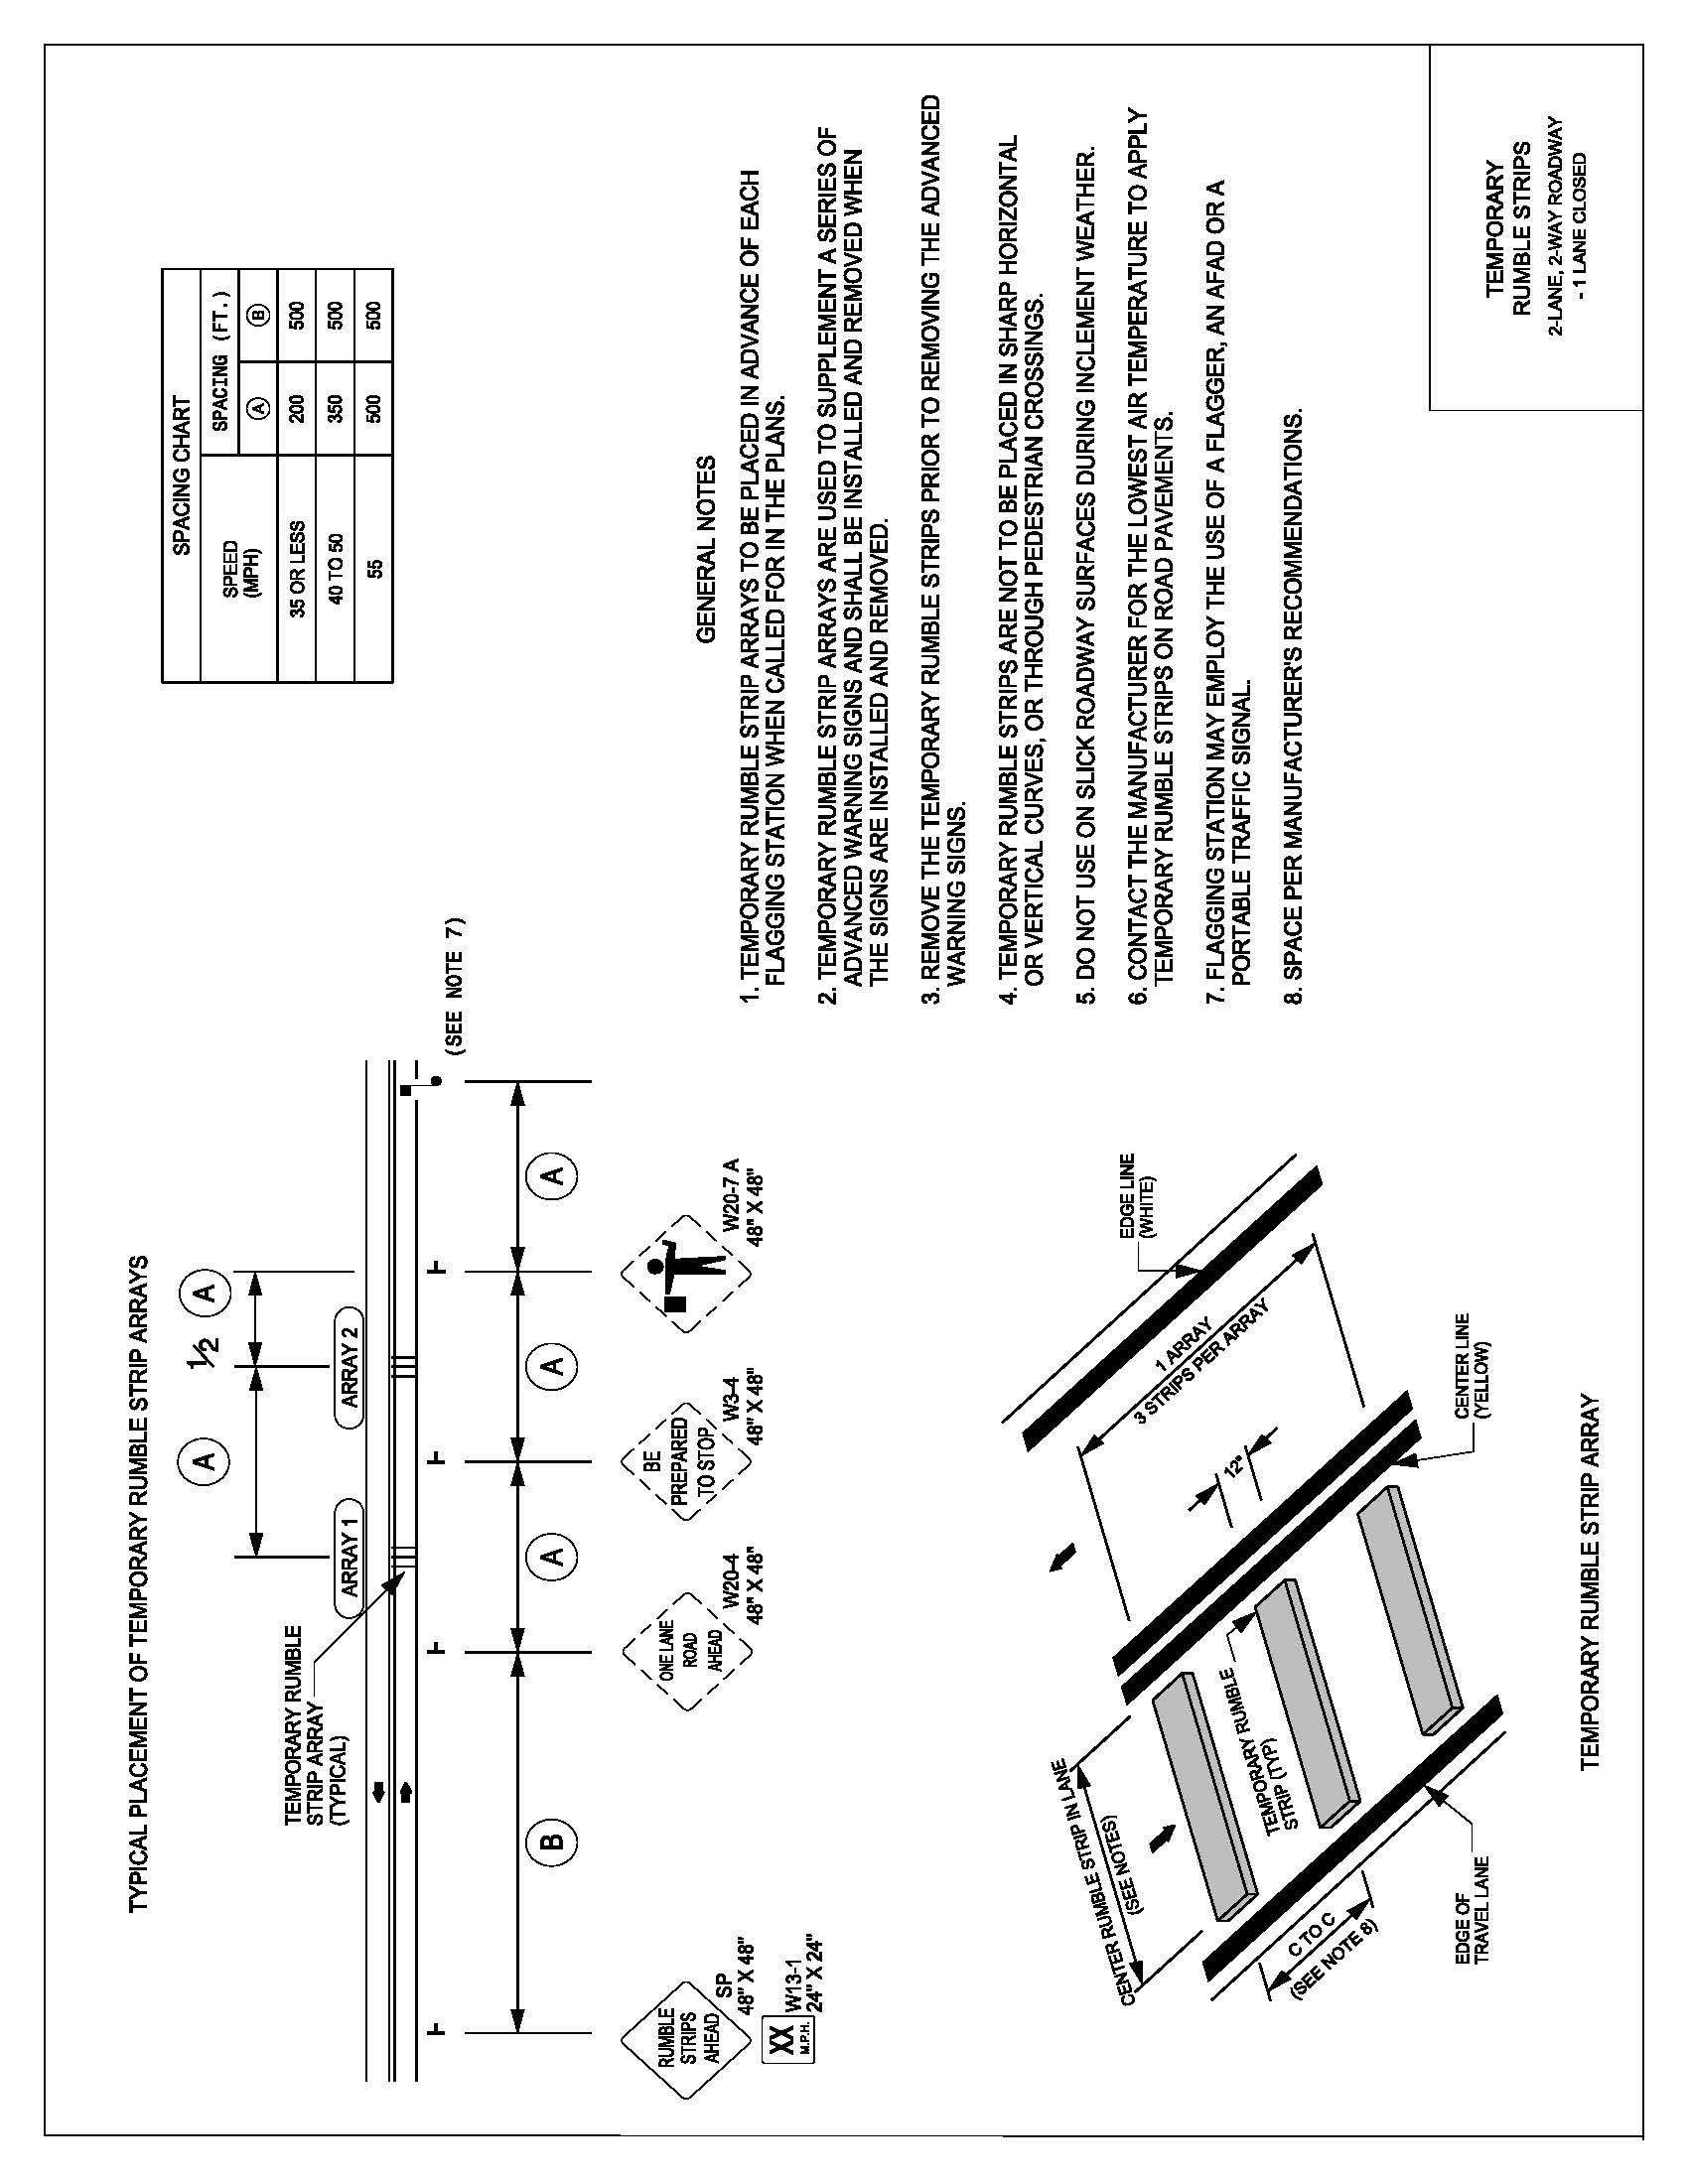 TYPICAL PLACEMENT OF TEMPORARY RUMBLE STRIP ARRAYS
A
1/2
A
TEMPORARY RUMBLE
STRIP ARRAY
(TYPICAL)
ARRAY 1
ARRAY 2
(SEE NOTE 7)
B
A
A
A
RUMBLE
STRIPS
AHEAD
SP
48" X 48"
XX
M.P.H.
W13-1
24" X 24"
ONE LANE
ROAD
AHEAD
W20-4
48" X 48"
BE
PREPARED
TO STOP
W3-4
48" X 48"
W20-7 A
48" X 48"
SPACING CHART
SPEED
(MPH)
SPACING (FT.)
A B
35 OR LESS 200 500
40 TO 50 350 500
55 500 500
GENERAL NOTES
1. TEMPORARY RUMBLE STRIP ARRAYS TO BE PLACED IN ADVANCE OF EACH
FLAGGING STATION WHEN CALLED FOR IN THE PLANS.
2. TEMPORARY RUMBLE STRIP ARRAYS ARE USED TO SUPPLEMENT A SERIES OF
ADVANCED WARNING SIGNS AND SHALL BE INSTALLED AND REMOVED WHEN
THE SIGNS ARE INSTALLED AND REMOVED.
3. REMOVE THE TEMPORARY RUMBLE STRIPS PRIOR TO REMOVING THE ADVANCED
WARNING SIGNS.
4. TEMPORARY RUMBLE STRIPS ARE NOT TO BE PLACED IN SHARP HORIZONTAL
OR VERTICAL CURVES, OR THROUGH PEDESTRIAN CROSSINGS.
5. DO NOT USE ON SLICK ROADWAY SURFACES DURING INCLEMENT WEATHER.
6. CONTACT THE MANUFACTURER FOR THE LOWEST AIR TEMPERATURE TO APPLY
TEMPORARY RUMBLE STRIPS ON ROAD PAVEMENTS.
7. FLAGGING STATION MAY EMPLOY THE USE OF A FLAGGER, AN AFAD OR A
PORTABLE TRAFFIC SIGNAL.
8. SPACE PER MANUFACTURER'S RECOMMENDATIONS.
CENTER RUMBLE STRIP IN LANE
(SEE NOTES)
TEMPORARY RUMBLE
STRIP (TYP)
12"
1 ARRAY
3 STRIPS PER ARRAY
EDGE LINE
(WHITE)
CENTER LINE
(YELLOW)
C TO C
(SEE NOTE 8)
EDGE OF
TRAVEL LANE
TEMPORARY RUMBLE STRIP ARRAY
TEMPORARY
RUMBLE STRIPS
2-LANE, 2-WAY ROADWAY
- 1 LANE CLOSED